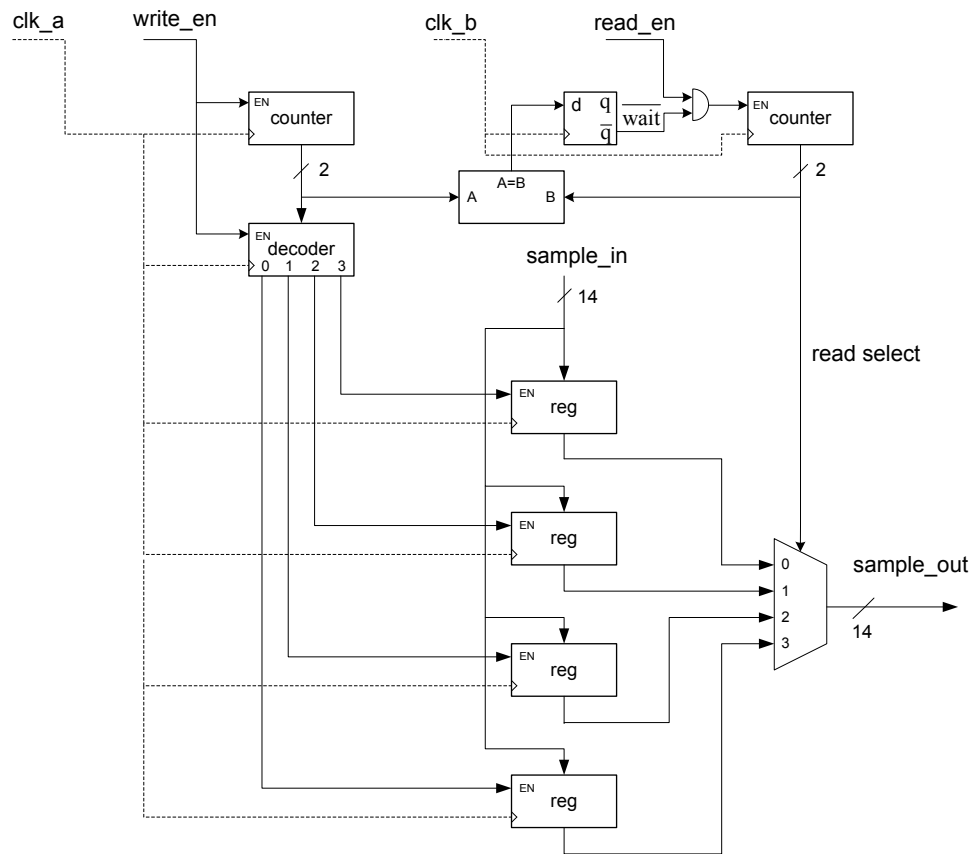 clk_a
write_en
clk_b
read_en
EN
counter
d q
q̅
w̅a̅i̅t̅
EN
counter
2
2
A=B
A B
EN
decoder
0 1 2 3
sample_in
14
read select
EN
reg
EN
reg
0
1
2
3
sample_out
14
EN
reg
EN
reg